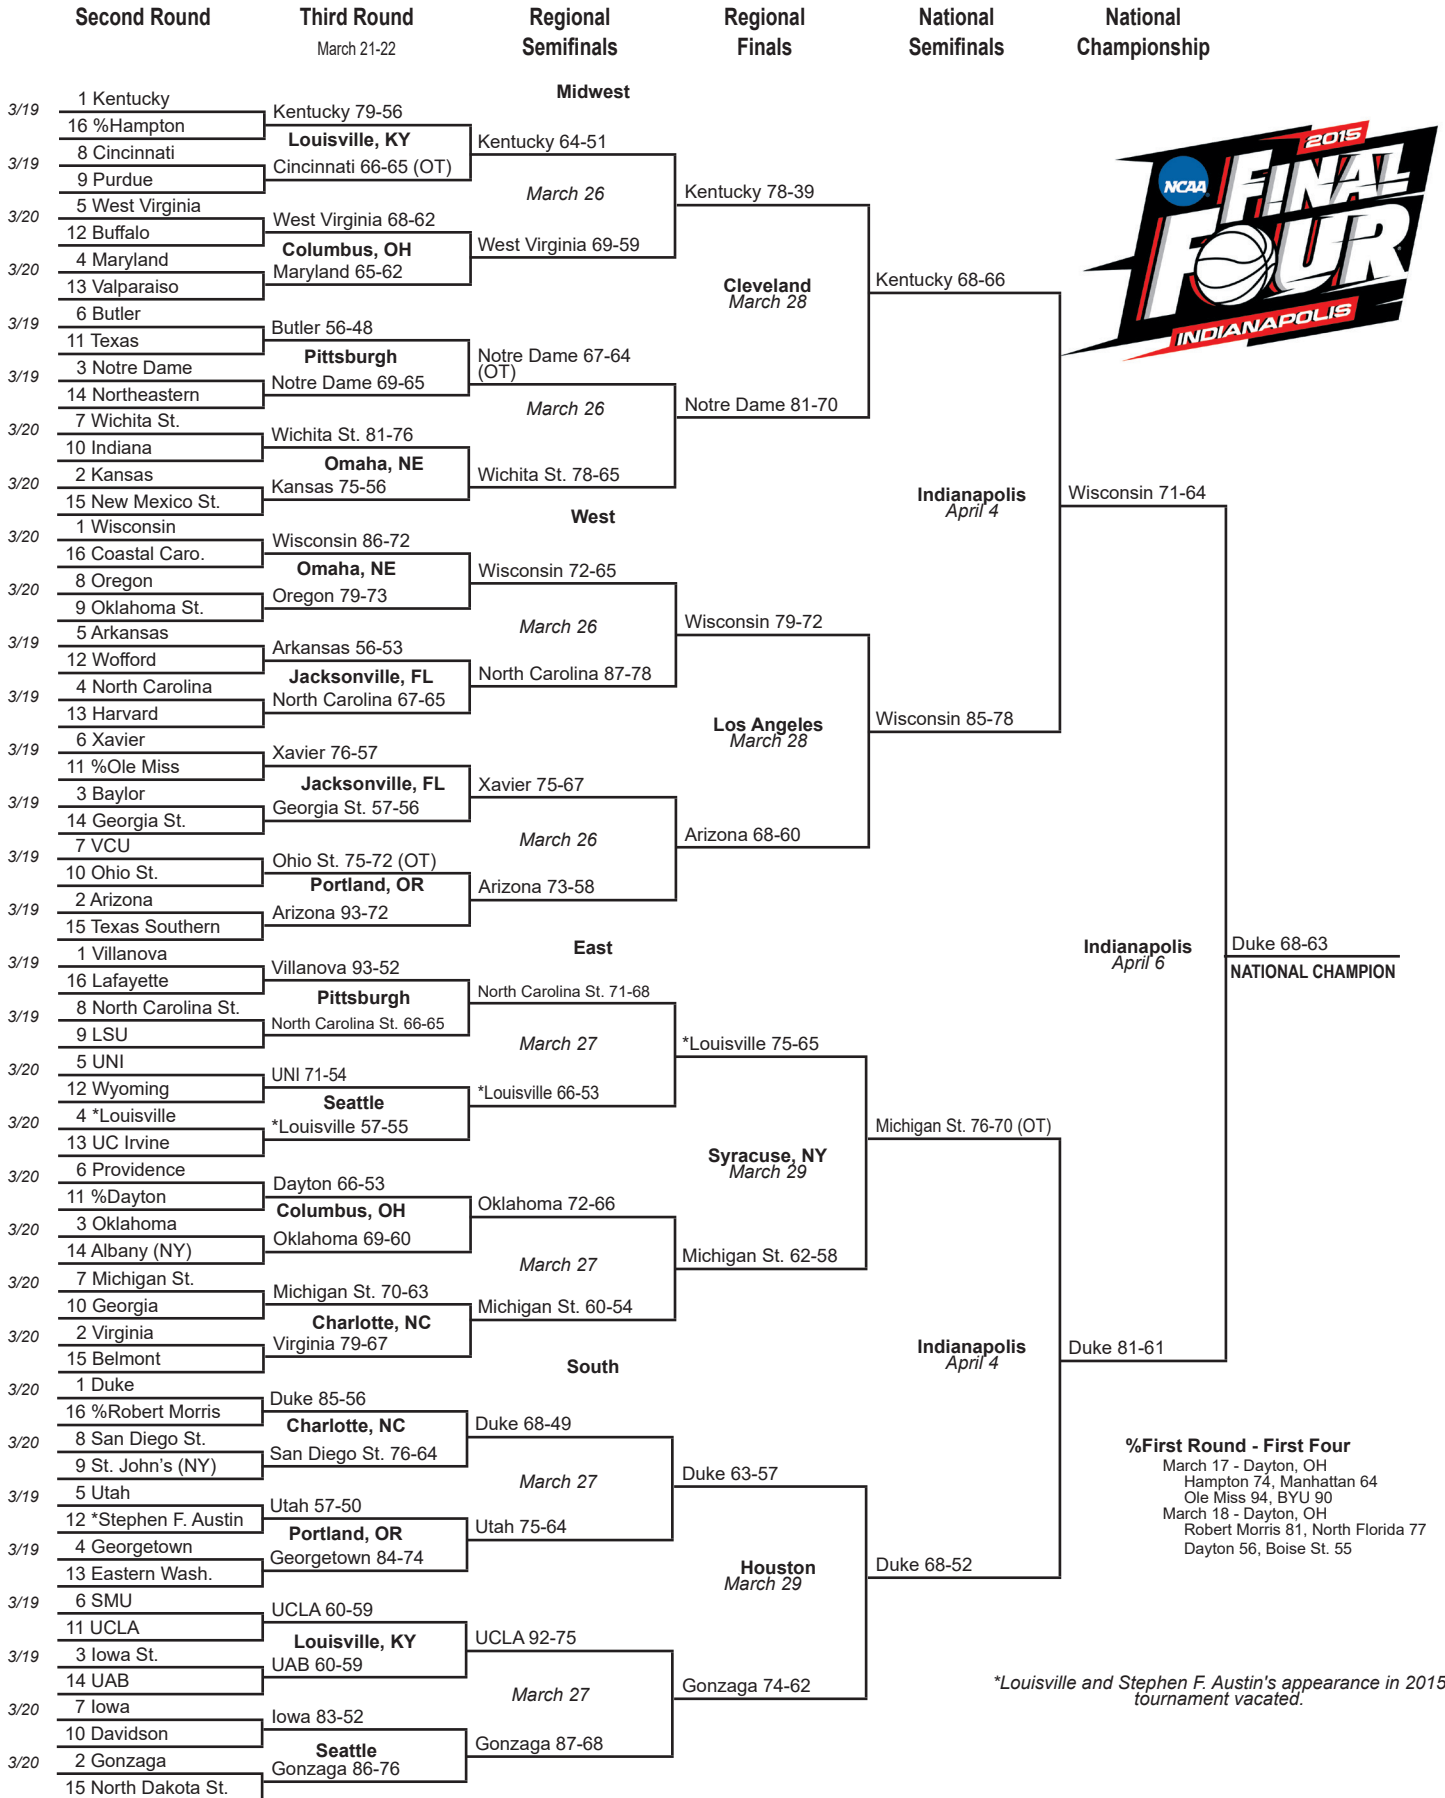 Second Round
Third Round
March 21-22
Regional
Semifinals
Regional
Finals
National
Semifinals
National
Championship
Midwest
3/19
1 Kentucky
16 %Hampton
Kentucky 79-56
Louisville, KY
3/19
8 Cincinnati
9 Purdue
Cincinnati 66-65 (OT)
Kentucky 64-51
March 26
3/20
5 West Virginia
12 Buffalo
West Virginia 68-62
Columbus, OH
3/20
4 Maryland
13 Valparaiso
Maryland 65-62
West Virginia 69-59
Kentucky 78-39
Cleveland
March 28
3/19
6 Butler
11 Texas
Butler 56-48
Pittsburgh
3/19
3 Notre Dame
14 Northeastern
Notre Dame 69-65
Notre Dame 67-64
(OT)
March 26
3/20
7 Wichita St.
10 Indiana
Wichita St. 81-76
Omaha, NE
3/20
2 Kansas
15 New Mexico St.
Kansas 75-56
Wichita St. 78-65
Notre Dame 81-70
Kentucky 68-66
2015
NCAA
FINAL
FOUR
INDIANAPOLIS
Indianapolis
April 4
Wisconsin 71-64
West
3/20
1 Wisconsin
16 Coastal Caro.
Wisconsin 86-72
Omaha, NE
3/20
8 Oregon
9 Oklahoma St.
Oregon 79-73
Wisconsin 72-65
March 26
3/19
5 Arkansas
12 Wofford
Arkansas 56-53
Jacksonville, FL
3/19
4 North Carolina
13 Harvard
North Carolina 67-65
North Carolina 87-78
Wisconsin 79-72
Los Angeles
March 28
Wisconsin 85-78
3/19
6 Xavier
11 %Ole Miss
Xavier 76-57
Jacksonville, FL
3/19
3 Baylor
14 Georgia St.
Georgia St. 57-56
Xavier 75-67
March 26
3/19
7 VCU
10 Ohio St.
Ohio St. 75-72 (OT)
Portland, OR
3/19
2 Arizona
15 Texas Southern
Arizona 93-72
Arizona 73-58
Arizona 68-60
East
Indianapolis
April 6
Duke 68-63
NATIONAL CHAMPION
3/19
1 Villanova
16 Lafayette
Villanova 93-52
Pittsburgh
3/19
8 North Carolina St.
9 LSU
North Carolina St. 66-65
North Carolina St. 71-68
March 27
3/20
5 UNI
12 Wyoming
UNI 71-54
Seattle
3/20
4 *Louisville
13 UC Irvine
*Louisville 57-55
*Louisville 66-53
*Louisville 75-65
Syracuse, NY
March 29
Michigan St. 76-70 (OT)
3/20
6 Providence
11 %Dayton
Dayton 66-53
Columbus, OH
3/20
3 Oklahoma
14 Albany (NY)
Oklahoma 69-60
Oklahoma 72-66
March 27
3/20
7 Michigan St.
10 Georgia
Michigan St. 70-63
Charlotte, NC
3/20
2 Virginia
15 Belmont
Virginia 79-67
Michigan St. 60-54
Michigan St. 62-58
Indianapolis
April 4
Duke 81-61
South
3/20
1 Duke
16 %Robert Morris
Duke 85-56
Charlotte, NC
3/20
8 San Diego St.
9 St. John's (NY)
San Diego St. 76-64
Duke 68-49
March 27
3/19
5 Utah
12 *Stephen F. Austin
Utah 57-50
Portland, OR
3/19
4 Georgetown
13 Eastern Wash.
Georgetown 84-74
Utah 75-64
Duke 63-57
Houston
March 29
Duke 68-52
3/19
6 SMU
11 UCLA
UCLA 60-59
Louisville, KY
3/19
3 Iowa St.
14 UAB
UAB 60-59
UCLA 92-75
March 27
3/20
7 Iowa
10 Davidson
Iowa 83-52
Seattle
3/20
2 Gonzaga
15 North Dakota St.
Gonzaga 86-76
Gonzaga 87-68
Gonzaga 74-62
%First Round - First Four
March 17 - Dayton, OH
Hampton 74, Manhattan 64
Ole Miss 94, BYU 90
March 18 - Dayton, OH
Robert Morris 81, North Florida 77
Dayton 56, Boise St. 55
*Louisville and Stephen F. Austin's appearance in 2015
tournament vacated.